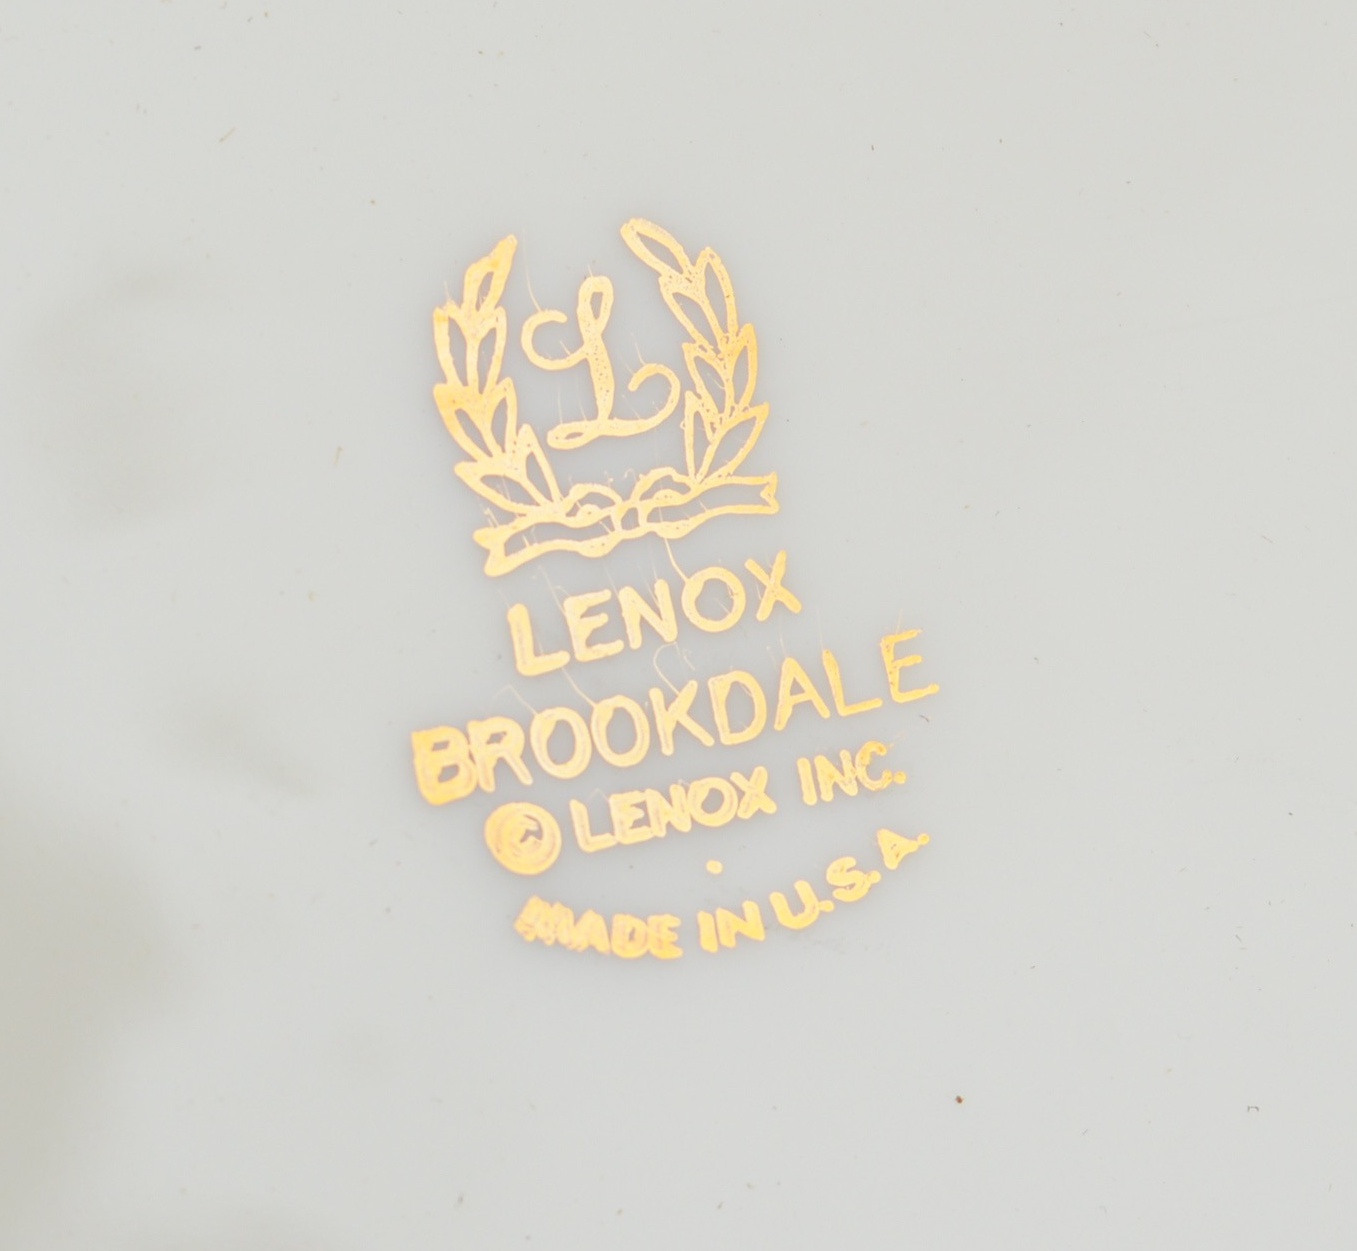 L
LENOX
BROOKDALE
© LENOX INC.
MADE IN U.S.A.